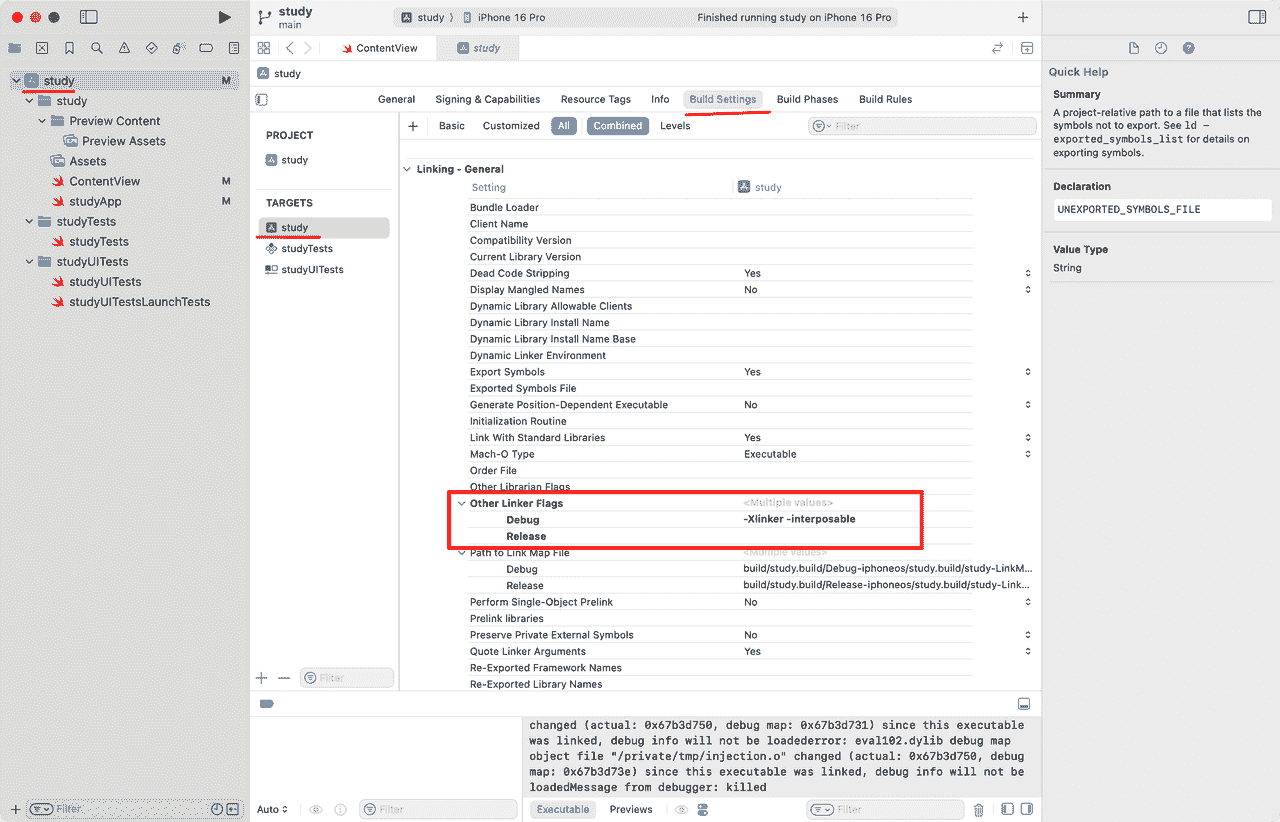 study
main
study
iPhone 16 Pro
Finished running study on iPhone 16 Pro
ContentView
study
study
M
study
Preview Content
Preview Assets
Assets
ContentView
M
studyApp
M
studyTests
studyTests
studyUITests
studyUITests
studyUITestsLaunchTests
Filter
study
General
Signing & Capabilities
Resource Tags
Info
Build Settings
Build Phases
Build Rules
PROJECT
study
TARGETS
study
studyTests
studyUITests
Filter
Basic
Customized
All
Combined
Levels
Filter
Linking - General
Setting
study
Bundle Loader
Client Name
Compatibility Version
Current Library Version
Dead Code Stripping
Yes
Display Mangled Names
No
Dynamic Library Allowable Clients
Dynamic Library Install Name
Dynamic Library Install Name Base
Dynamic Linker Environment
Export Symbols
Yes
Exported Symbols File
Generate Position-Dependent Executable
No
Initialization Routine
Link With Standard Libraries
Yes
Mach-O Type
Executable
Order File
Other Librarian Flags
Other Linker Flags
<Multiple values>
Debug
-Xlinker -interposable
Release
Path to Link Map File
<Multiple values>
Debug
build/study.build/Debug-iphoneos/study.build/study-LinkM...
Release
build/study.build/Release-iphoneos/study.build/study-Link...
Perform Single-Object Prelink
No
Prelink libraries
Preserve Private External Symbols
No
Quote Linker Arguments
Yes
Re-Exported Framework Names
Re-Exported Library Names
changed (actual: 0x67b3d750, debug map: 0x67b3d731) since this executable
was linked, debug info will not be loadederror: eval102.dylib debug map
object file "/private/tmp/injection.o" changed (actual: 0x67b3d750, debug
map: 0x67b3d73e) since this executable was linked, debug info will not be
loadedMessage from debugger: killed
Auto
Filter
Executable
Previews
Filter
Quick Help
Summary
A project-relative path to a file that lists the
symbols not to export. See ld -
exported_symbols_list for details on
exporting symbols.
Declaration
UNEXPORTED_SYMBOLS_FILE
Value Type
String